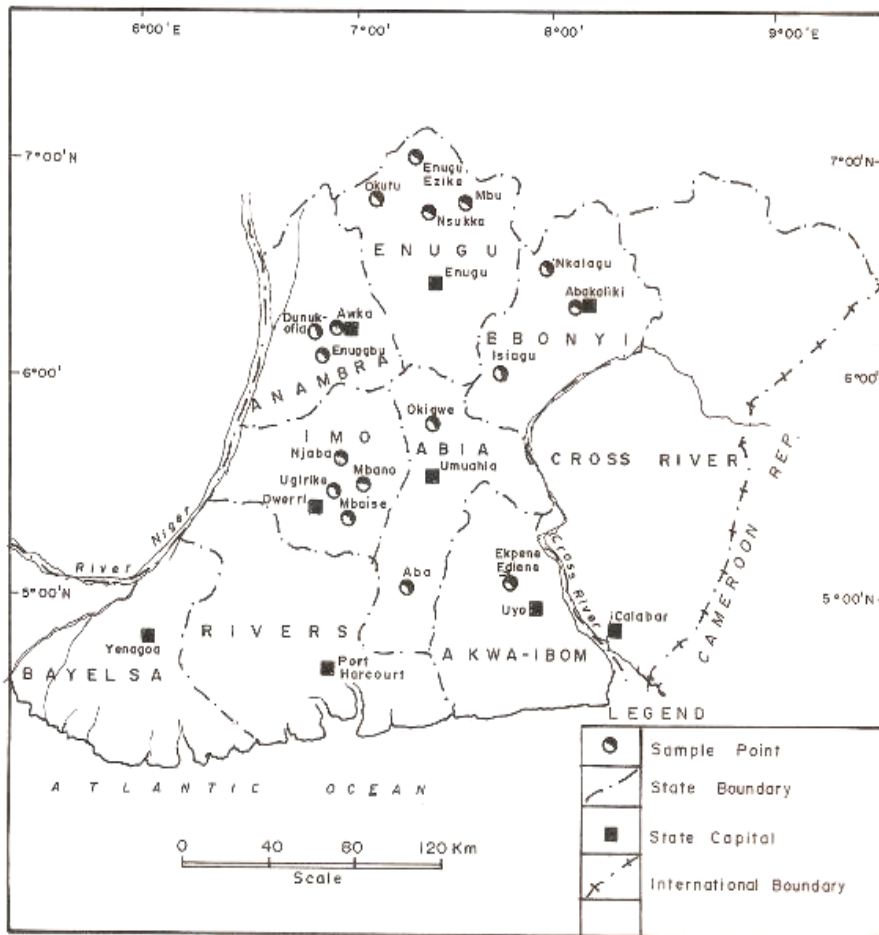 6°00'E
7°00'
8°00'
9°00'E
7°00'N
7°00'N
Enugu
Ezike
Okutu
Mbu
Nsukka
ENUGU
Nkalagu
Enugu
Abakaliki
Dunuk-
ofia
Awka
EBONYI
Enuggbu
Isiagu
6°00'N
6°00'
ANAMBRA
Okigwe
IMO
ABIA
CROSS RIVER
Njaba
Umuahia
Mbano
Ugirike
Owerri
Mbaise
CAMEROON REP.
River Niger
Cross River
Ekpene
Ediene
Aba
5°00'N
5°00'N
Uyo
Calabar
RIVERS
Yenagoa
AKWA-IBOM
BAYELSA
Port
Harcourt
LEGEND
Sample Point
State Boundary
State Capital
International Boundary
ATLANTIC OCEAN
0 40 80 120 Km
Scale